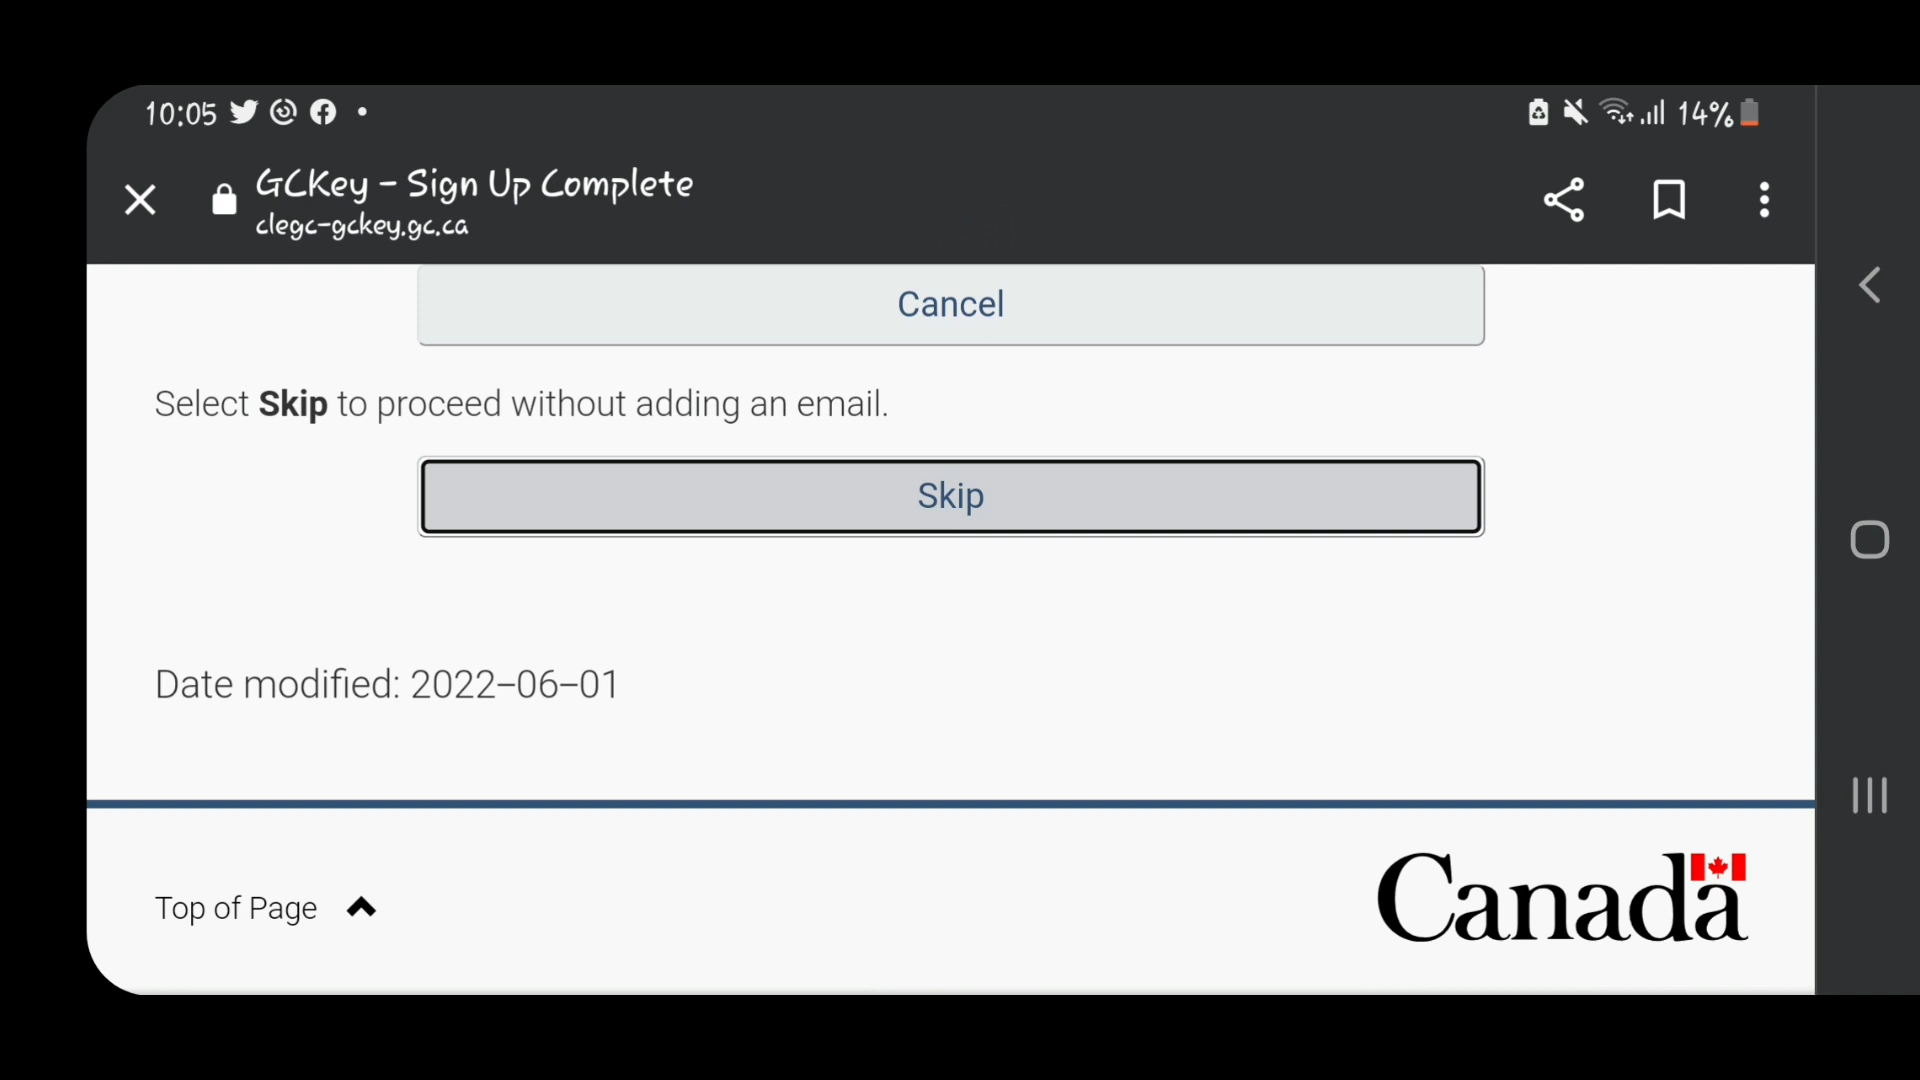 10:05
14%
GCKey - Sign Up Complete
clegc-gckey.gc.ca
Cancel
Select Skip to proceed without adding an email.
Skip
Date modified: 2022-06-01
Top of Page
Canada